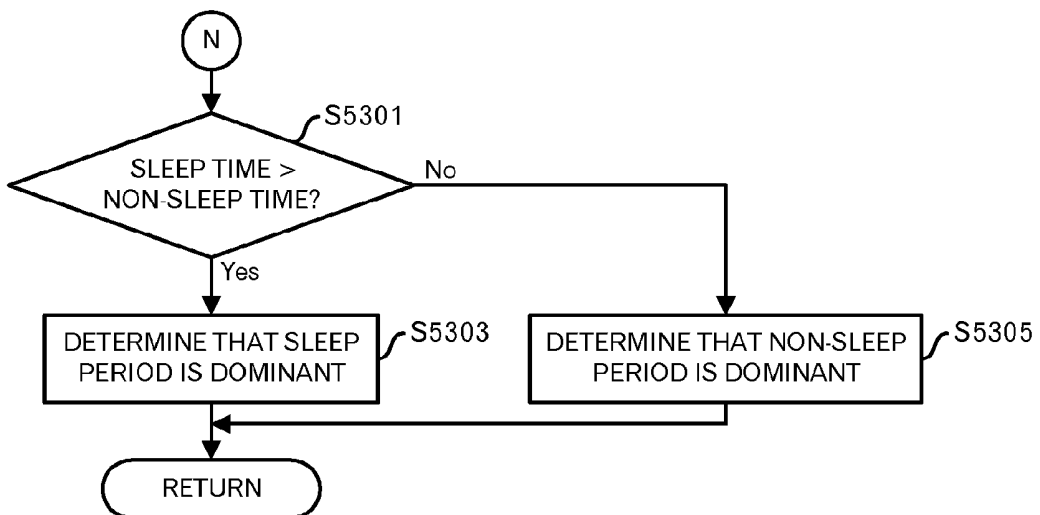 N
S5301
SLEEP TIME >
NON-SLEEP TIME?
No
Yes
DETERMINE THAT SLEEP
PERIOD IS DOMINANT
S5303
DETERMINE THAT NON-SLEEP
PERIOD IS DOMINANT
S5305
RETURN